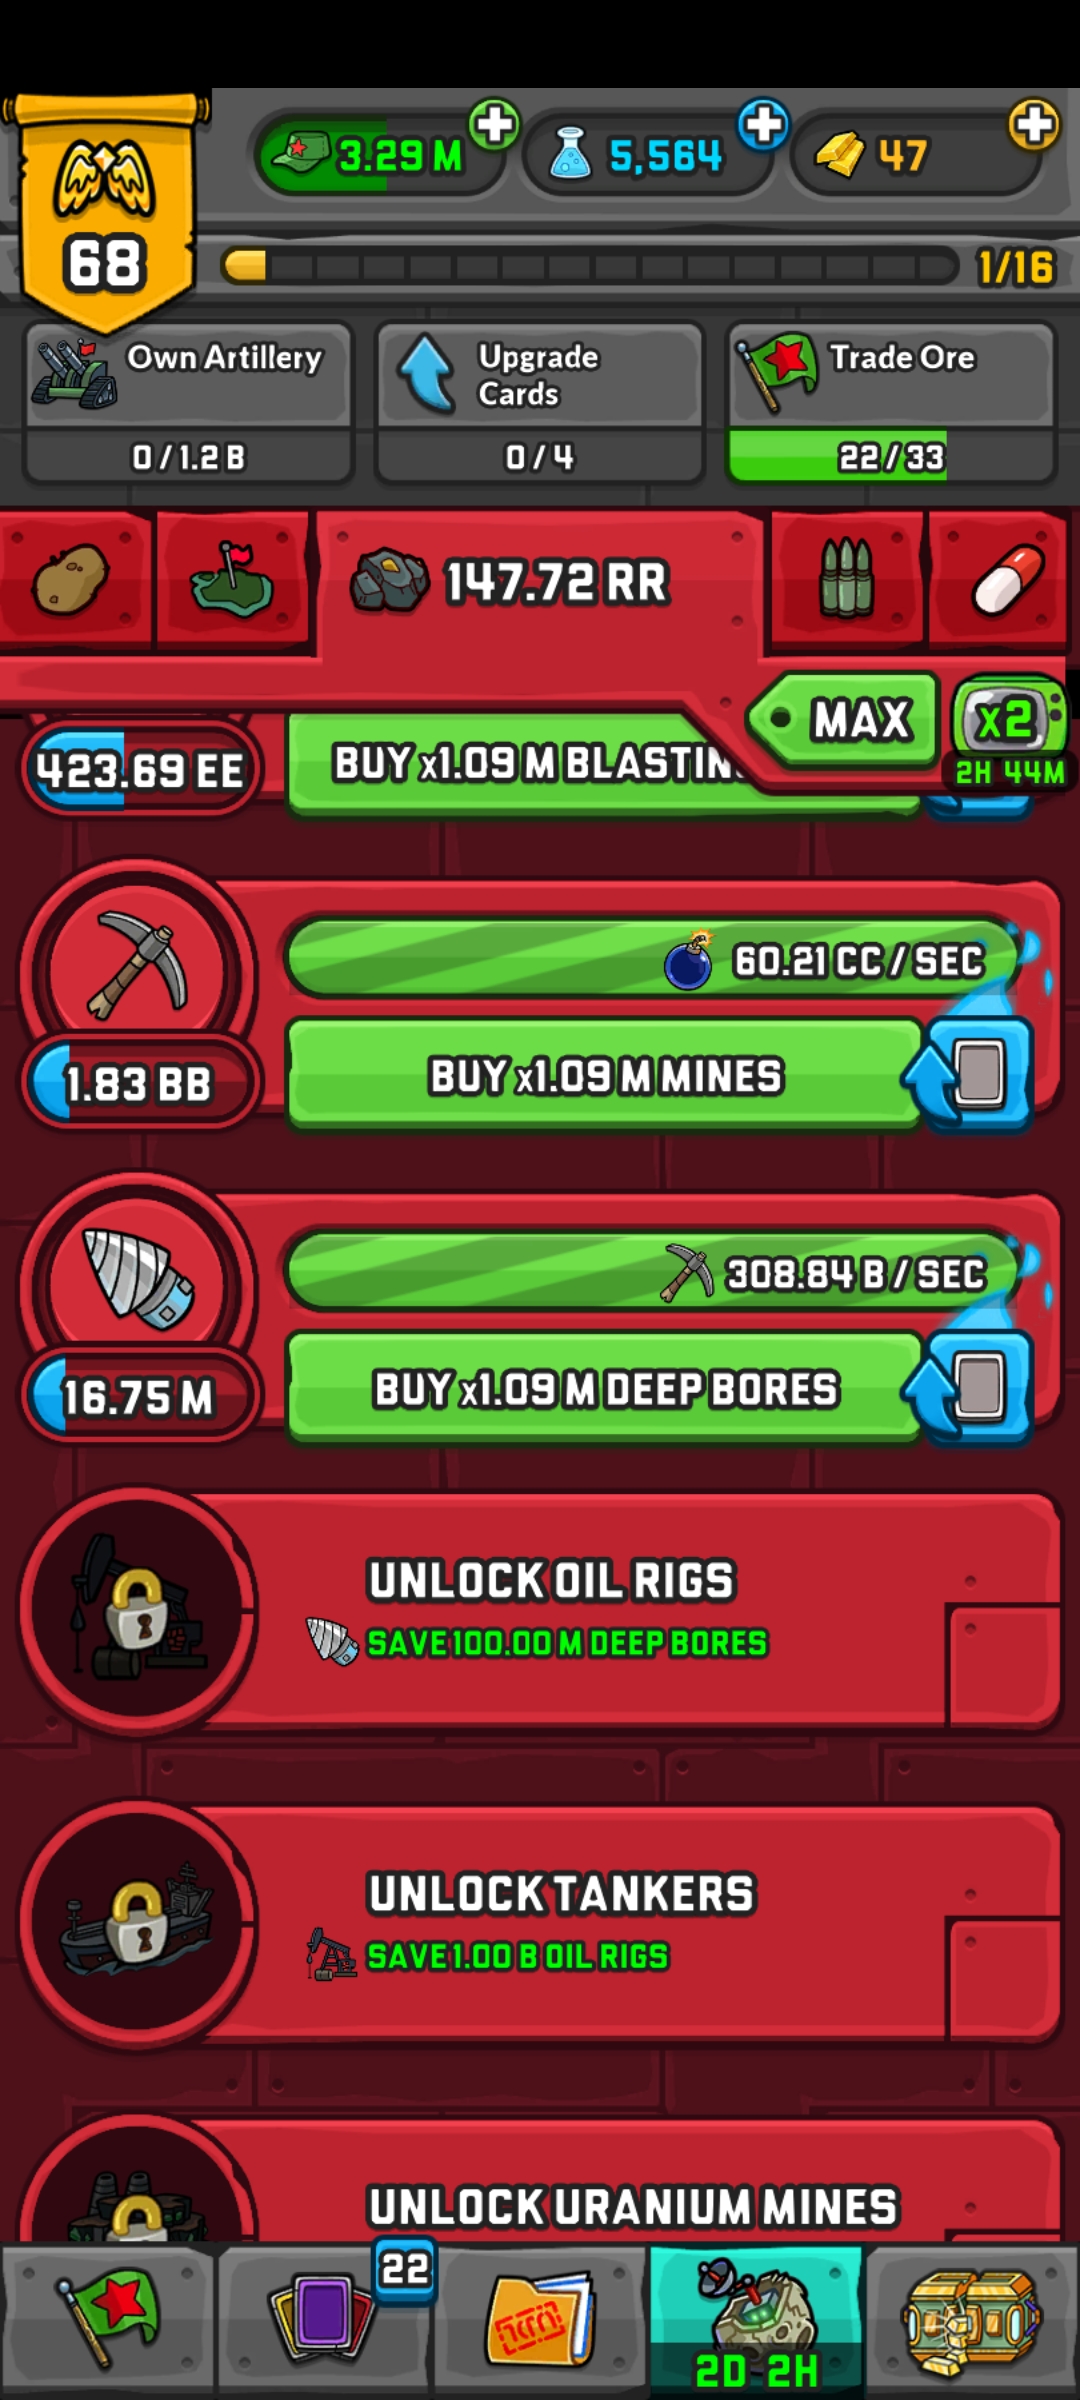 3.29 M
5,564
47
68
1/16
Own Artillery
0 / 1.2 B
Upgrade
Cards
0 / 4
Trade Ore
22 / 33
147.72 RR
MAX
x2
2H 44M
423.69 EE
BUY x1.09 M BLASTIN
60.21 CC / SEC
1.83 BB
BUY x1.09 M MINES
308.84 B / SEC
16.75 M
BUY x1.09 M DEEP BORES
UNLOCK OIL RIGS
SAVE 100.00 M DEEP BORES
UNLOCK TANKERS
SAVE 1.00 B OIL RIGS
UNLOCK URANIUM MINES
22
2D 2H